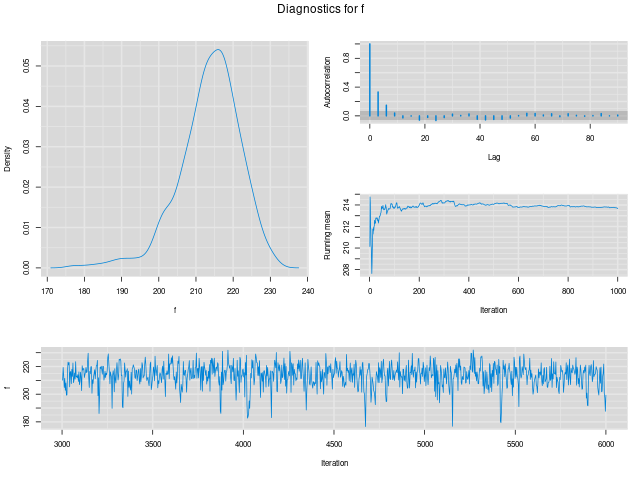 Diagnostics for f
Density
0.00 0.01 0.02 0.03 0.04 0.05
170 180 190 200 210 220 230 240
f
Autocorrelation
0.0 0.4 0.8
0 20 40 60 80
Lag
Running mean
208 210 212 214
0 200 400 600 800 1000
Iteration
f
180 200 220
3000 3500 4000 4500 5000 5500 6000
Iteration